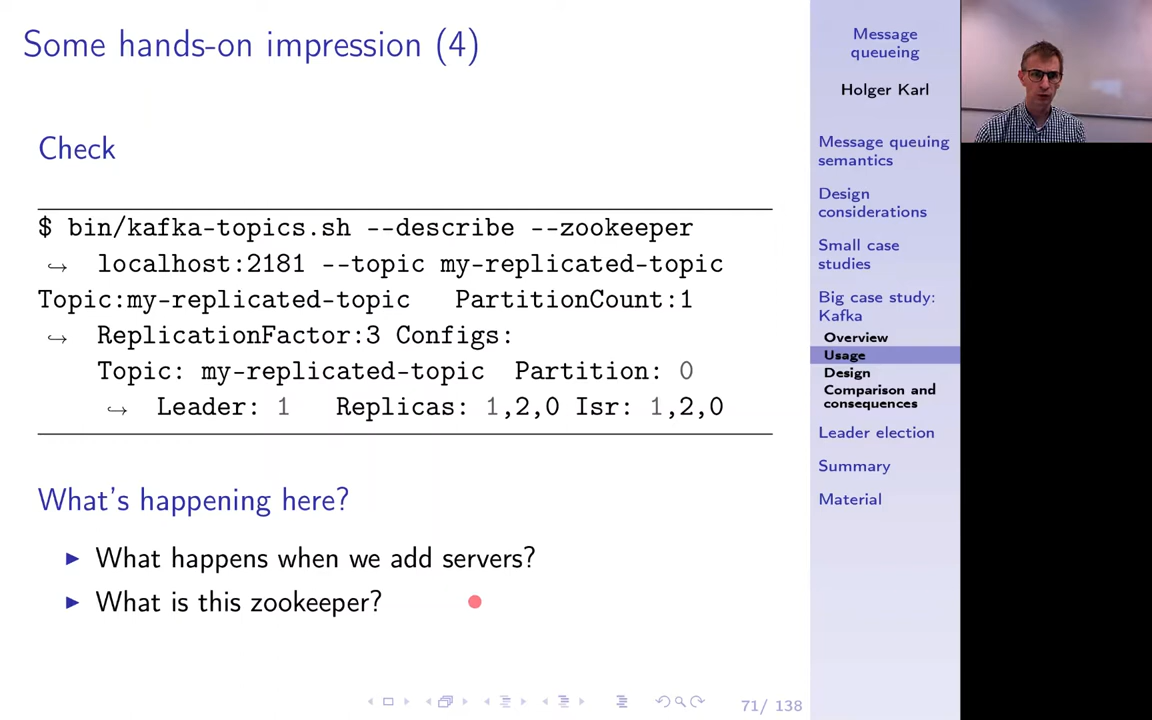 Some hands-on impression (4)
Check
$ bin/kafka-topics.sh --describe --zookeeper
↪ localhost:2181 --topic my-replicated-topic
Topic:my-replicated-topic PartitionCount:1
↪ ReplicationFactor:3 Configs:
Topic: my-replicated-topic Partition: 0
↪ Leader: 1 Replicas: 1,2,0 Isr: 1,2,0
What's happening here?
▶ What happens when we add servers?
▶ What is this zookeeper?
71/ 138
Message
queueing
Holger Karl
Message queuing
semantics
Design
considerations
Small case
studies
Big case study:
Kafka
Overview
Usage
Design
Comparison and
consequences
Leader election
Summary
Material